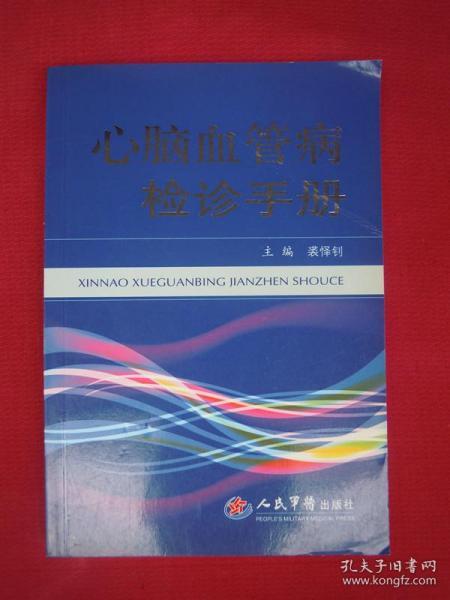 心脑血管病
检诊手册
主编 裘怿钊
XINNAO XUEGUANBING JIANZHEN SHOUCE
人民军医出版社
PEOPLE'S MILITARY MEDICAL PRESS
孔夫子旧书网
www.kongfz.com